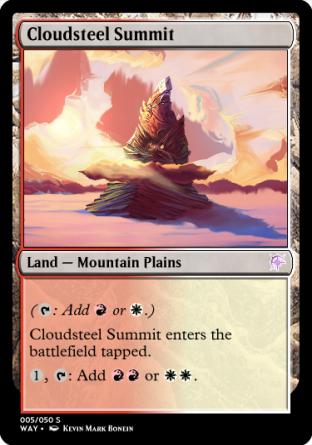 Cloudsteel Summit
Land — Mountain Plains
(T: Add R or W.)
Cloudsteel Summit enters the
battlefield tapped.
1, T: Add RR or WW.
005/050 S
WAY • Kevin Mark Bonein